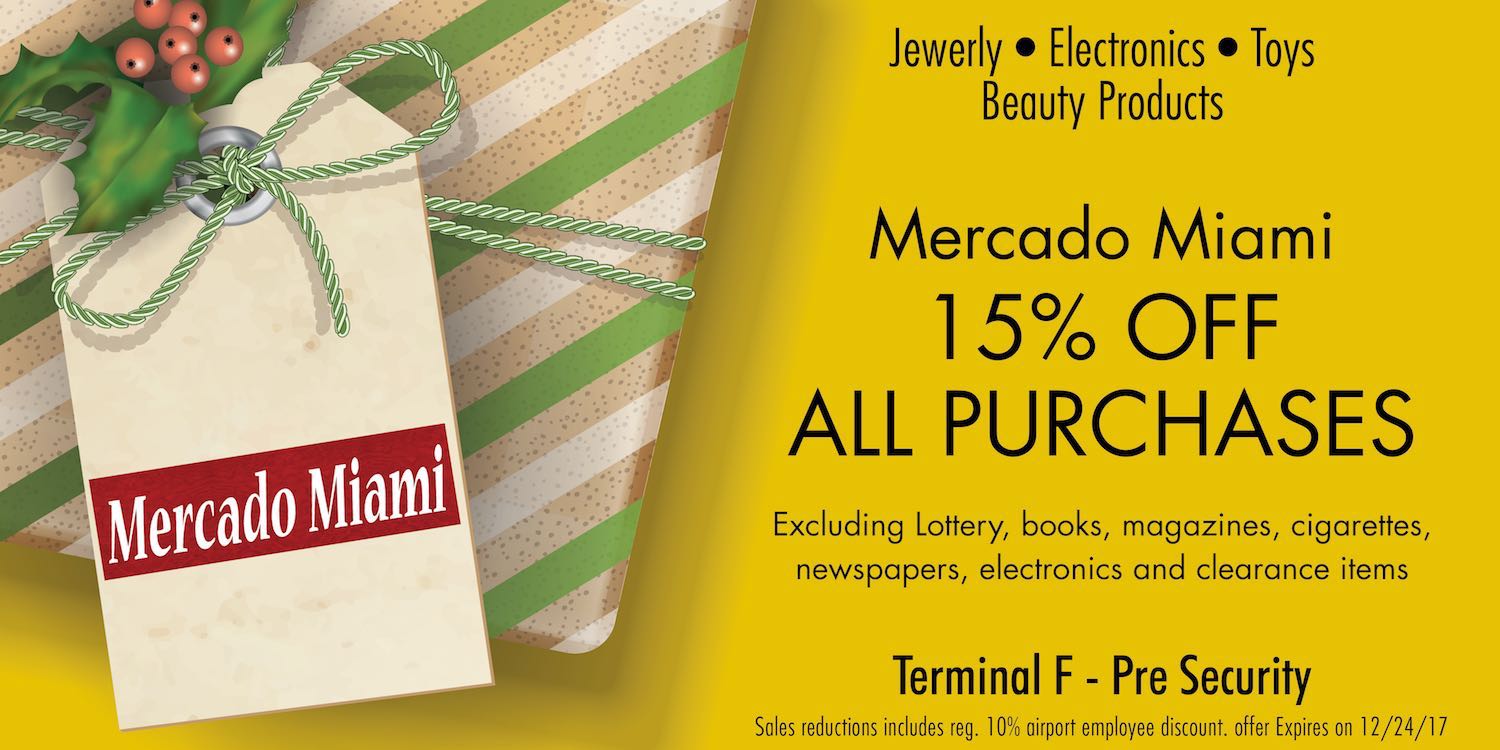 Jewerly • Electronics • Toys
Beauty Products
Mercado Miami
15% OFF
ALL PURCHASES
Excluding Lottery, books, magazines, cigarettes,
newspapers, electronics and clearance items
Terminal F - Pre Security
Sales reductions includes reg. 10% airport employee discount. offer Expires on 12/24/17
Mercado Miami